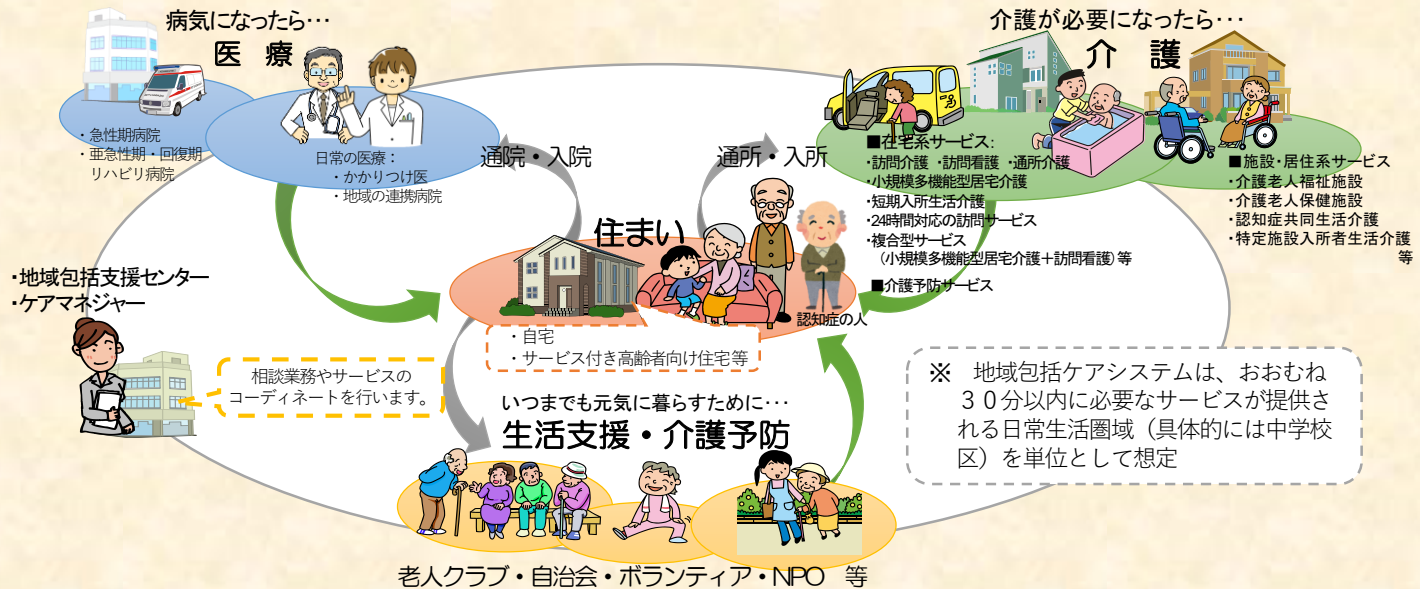 病気になったら･･･
医　療
・急性期病院
・亜急性期・回復期
リハビリ病院
日常の医療：
・かかりつけ医
・地域の連携病院
通院・入院
通所・入所
介護が必要になったら･･･
介　護
■在宅系サービス：
・訪問介護 ・訪問看護 ・通所介護
・小規模多機能型居宅介護
・短期入所生活介護
・24時間対応の訪問サービス
・複合型サービス
（小規模多機能型居宅介護＋訪問看護）等
■介護予防サービス
■施設・居住系サービス
・介護老人福祉施設
・介護老人保健施設
・認知症共同生活介護
・特定施設入所者生活介護
等
住まい
認知症の人
・自宅
・サービス付き高齢者向け住宅等
・地域包括支援センター
・ケアマネジャー
相談業務やサービスの
コーディネートを行います。
いつまでも元気に暮らすために･･･
生活支援・介護予防
老人クラブ・自治会・ボランティア・NPO　等
※　地域包括ケアシステムは、おおむね
３０分以内に必要なサービスが提供さ
れる日常生活圏域（具体的には中学校
区）を単位として想定